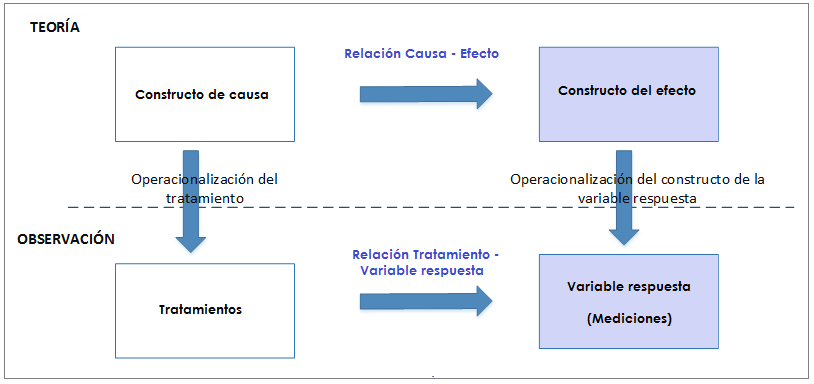 TEORÍA
Relación Causa - Efecto
Constructo de causa
Constructo del efecto
Operacionalización del
tratamiento
Operacionalización del constructo de la
variable respuesta
OBSERVACIÓN
Relación Tratamiento -
Variable respuesta
Tratamientos
Variable respuesta
(Mediciones)